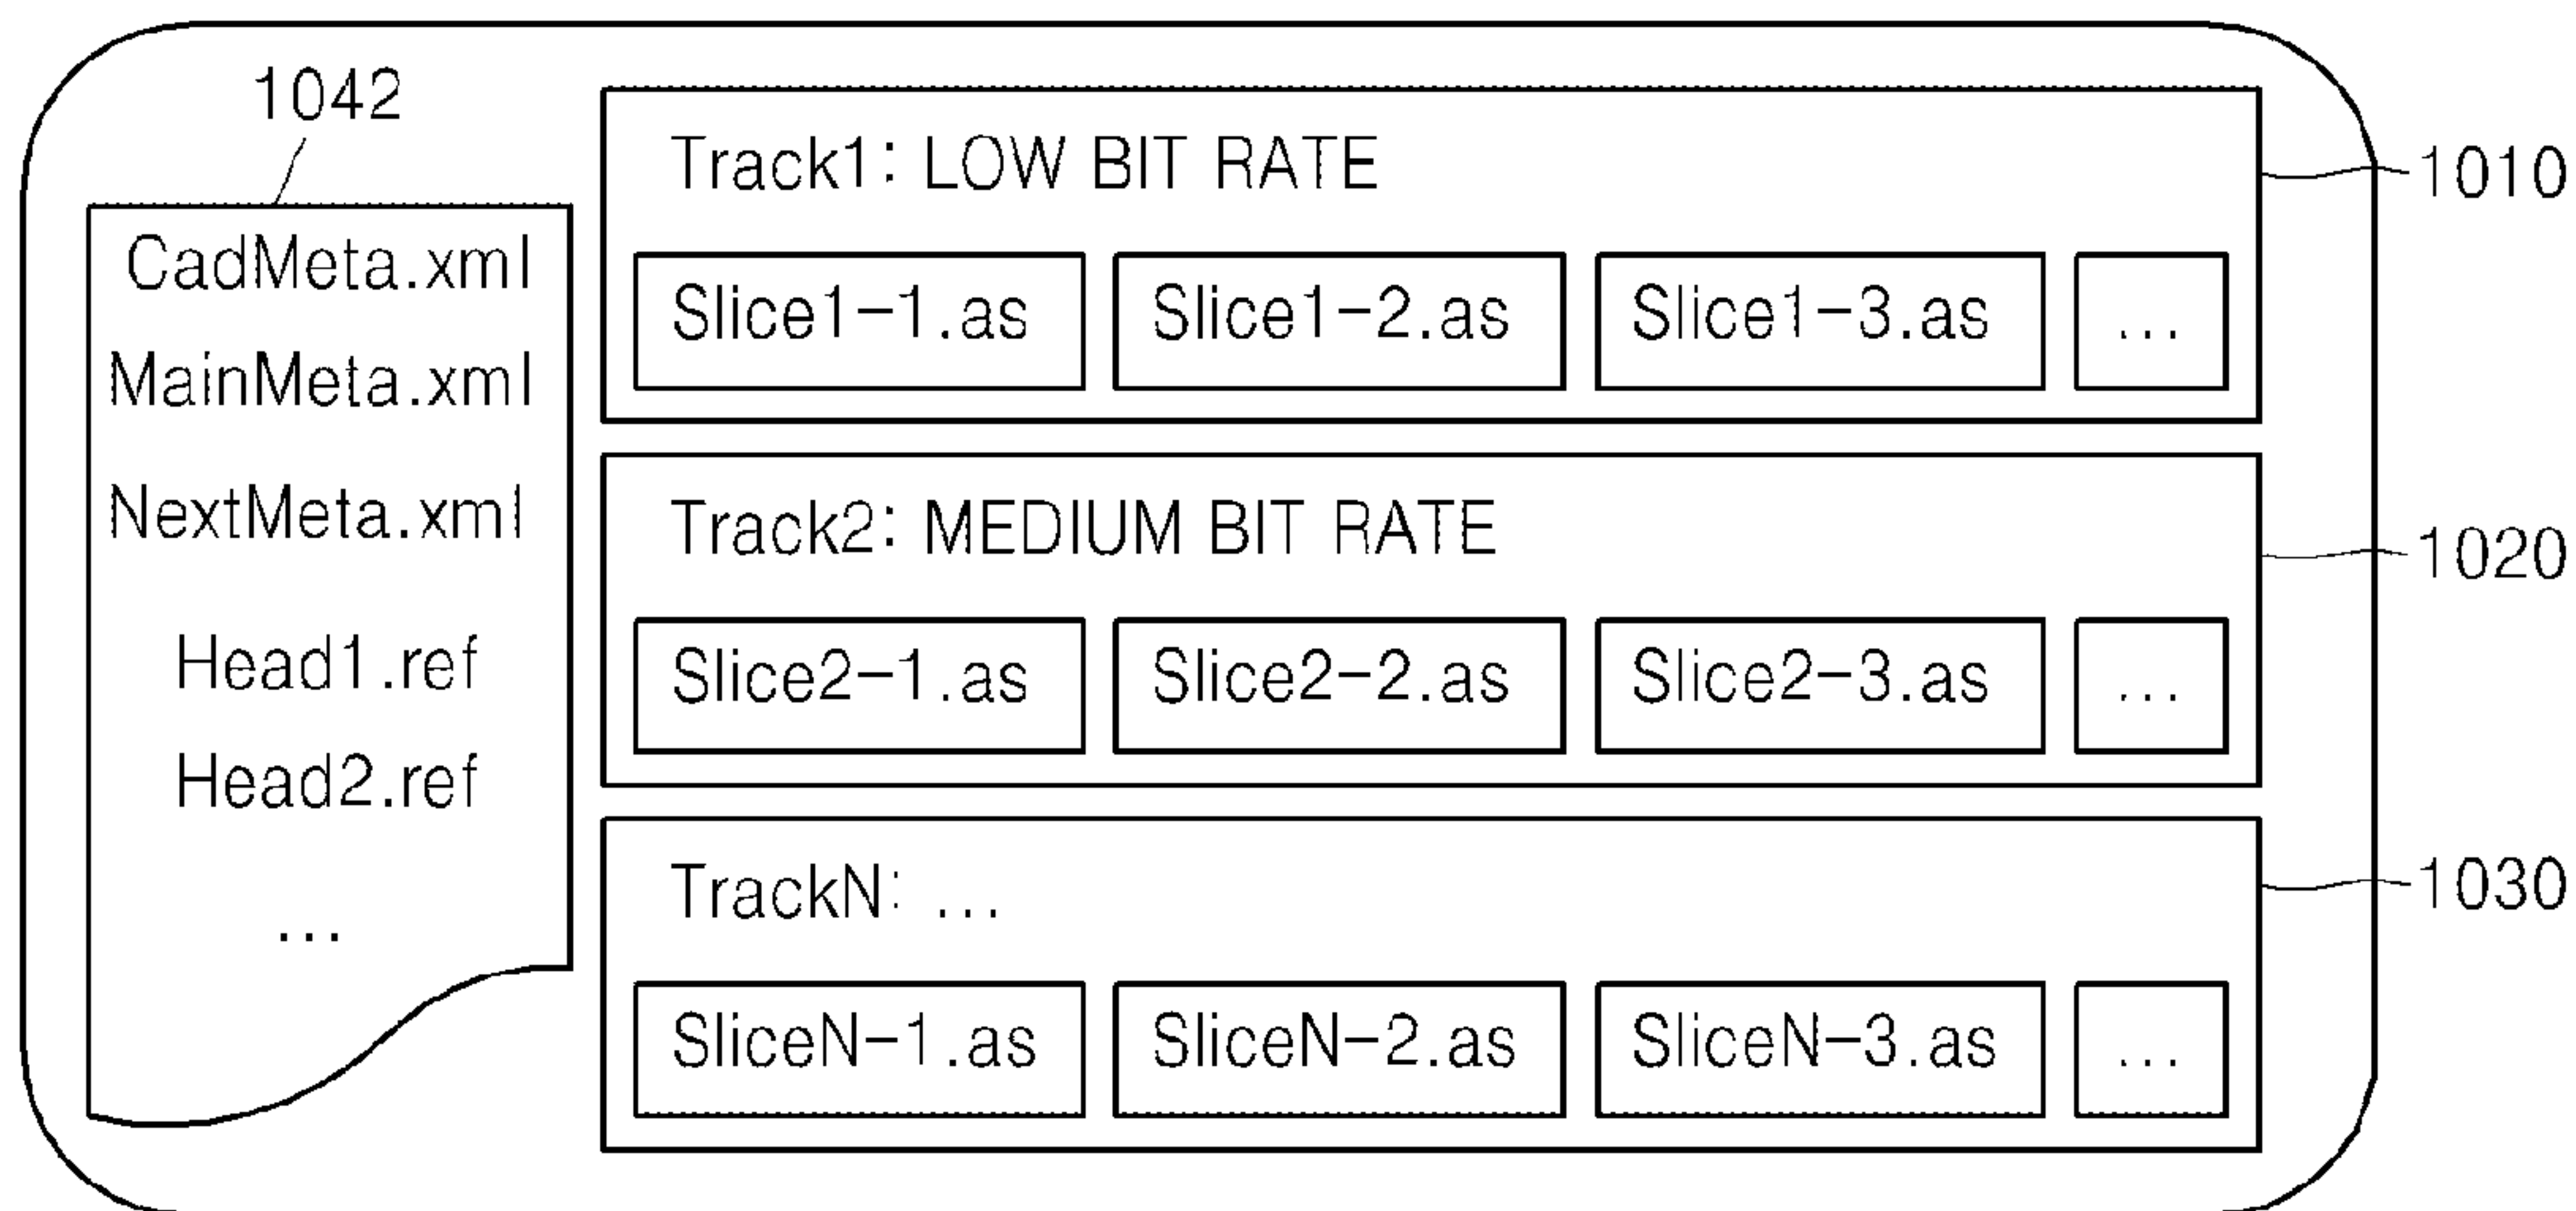 1042
CadMeta.xml
MainMeta.xml
NextMeta.xml
Head1.ref
Head2.ref
...
Track1: LOW BIT RATE
1010
Slice1-1.as
Slice1-2.as
Slice1-3.as
...
Track2: MEDIUM BIT RATE
1020
Slice2-1.as
Slice2-2.as
Slice2-3.as
...
TrackN: ...
1030
SliceN-1.as
SliceN-2.as
SliceN-3.as
...